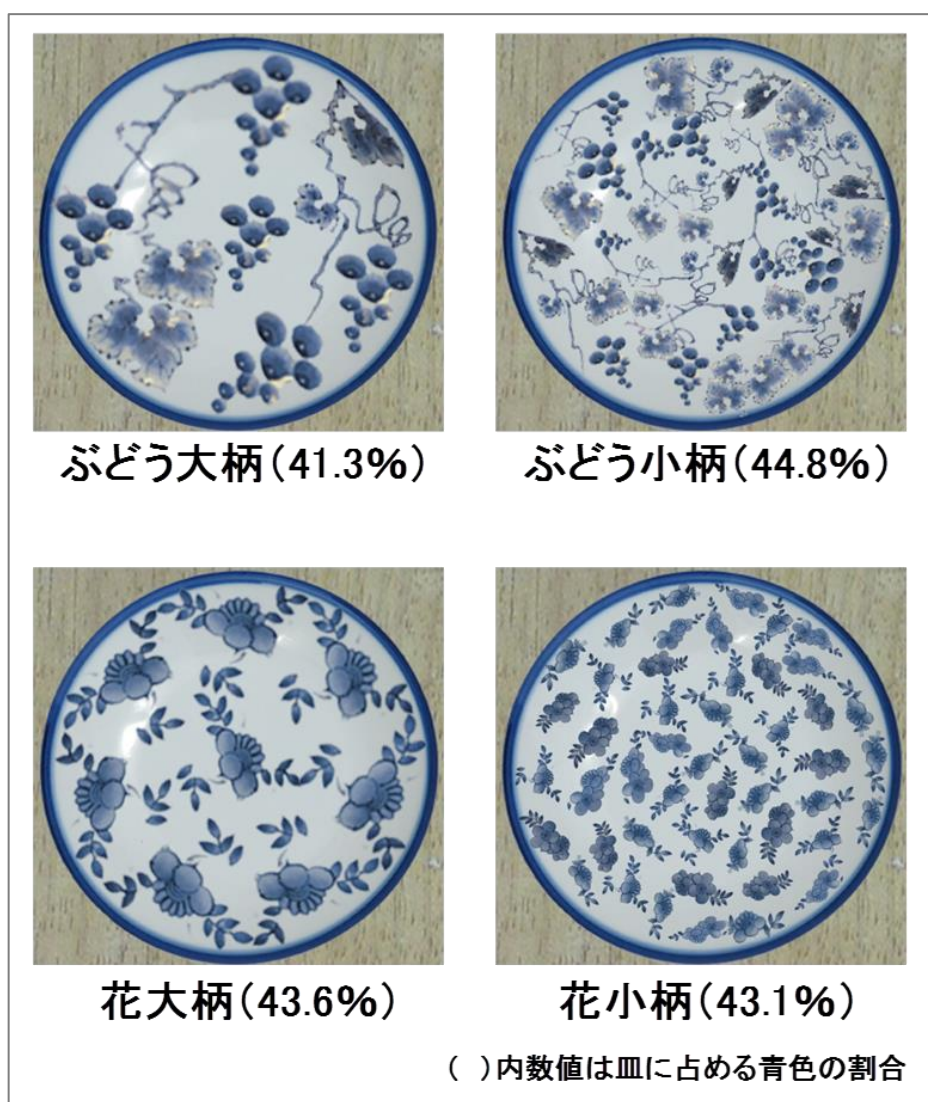 ぶどう大柄(41.3%)
ぶどう小柄(44.8%)
花大柄(43.6%)
花小柄(43.1%)
( )内数値は皿に占める青色の割合